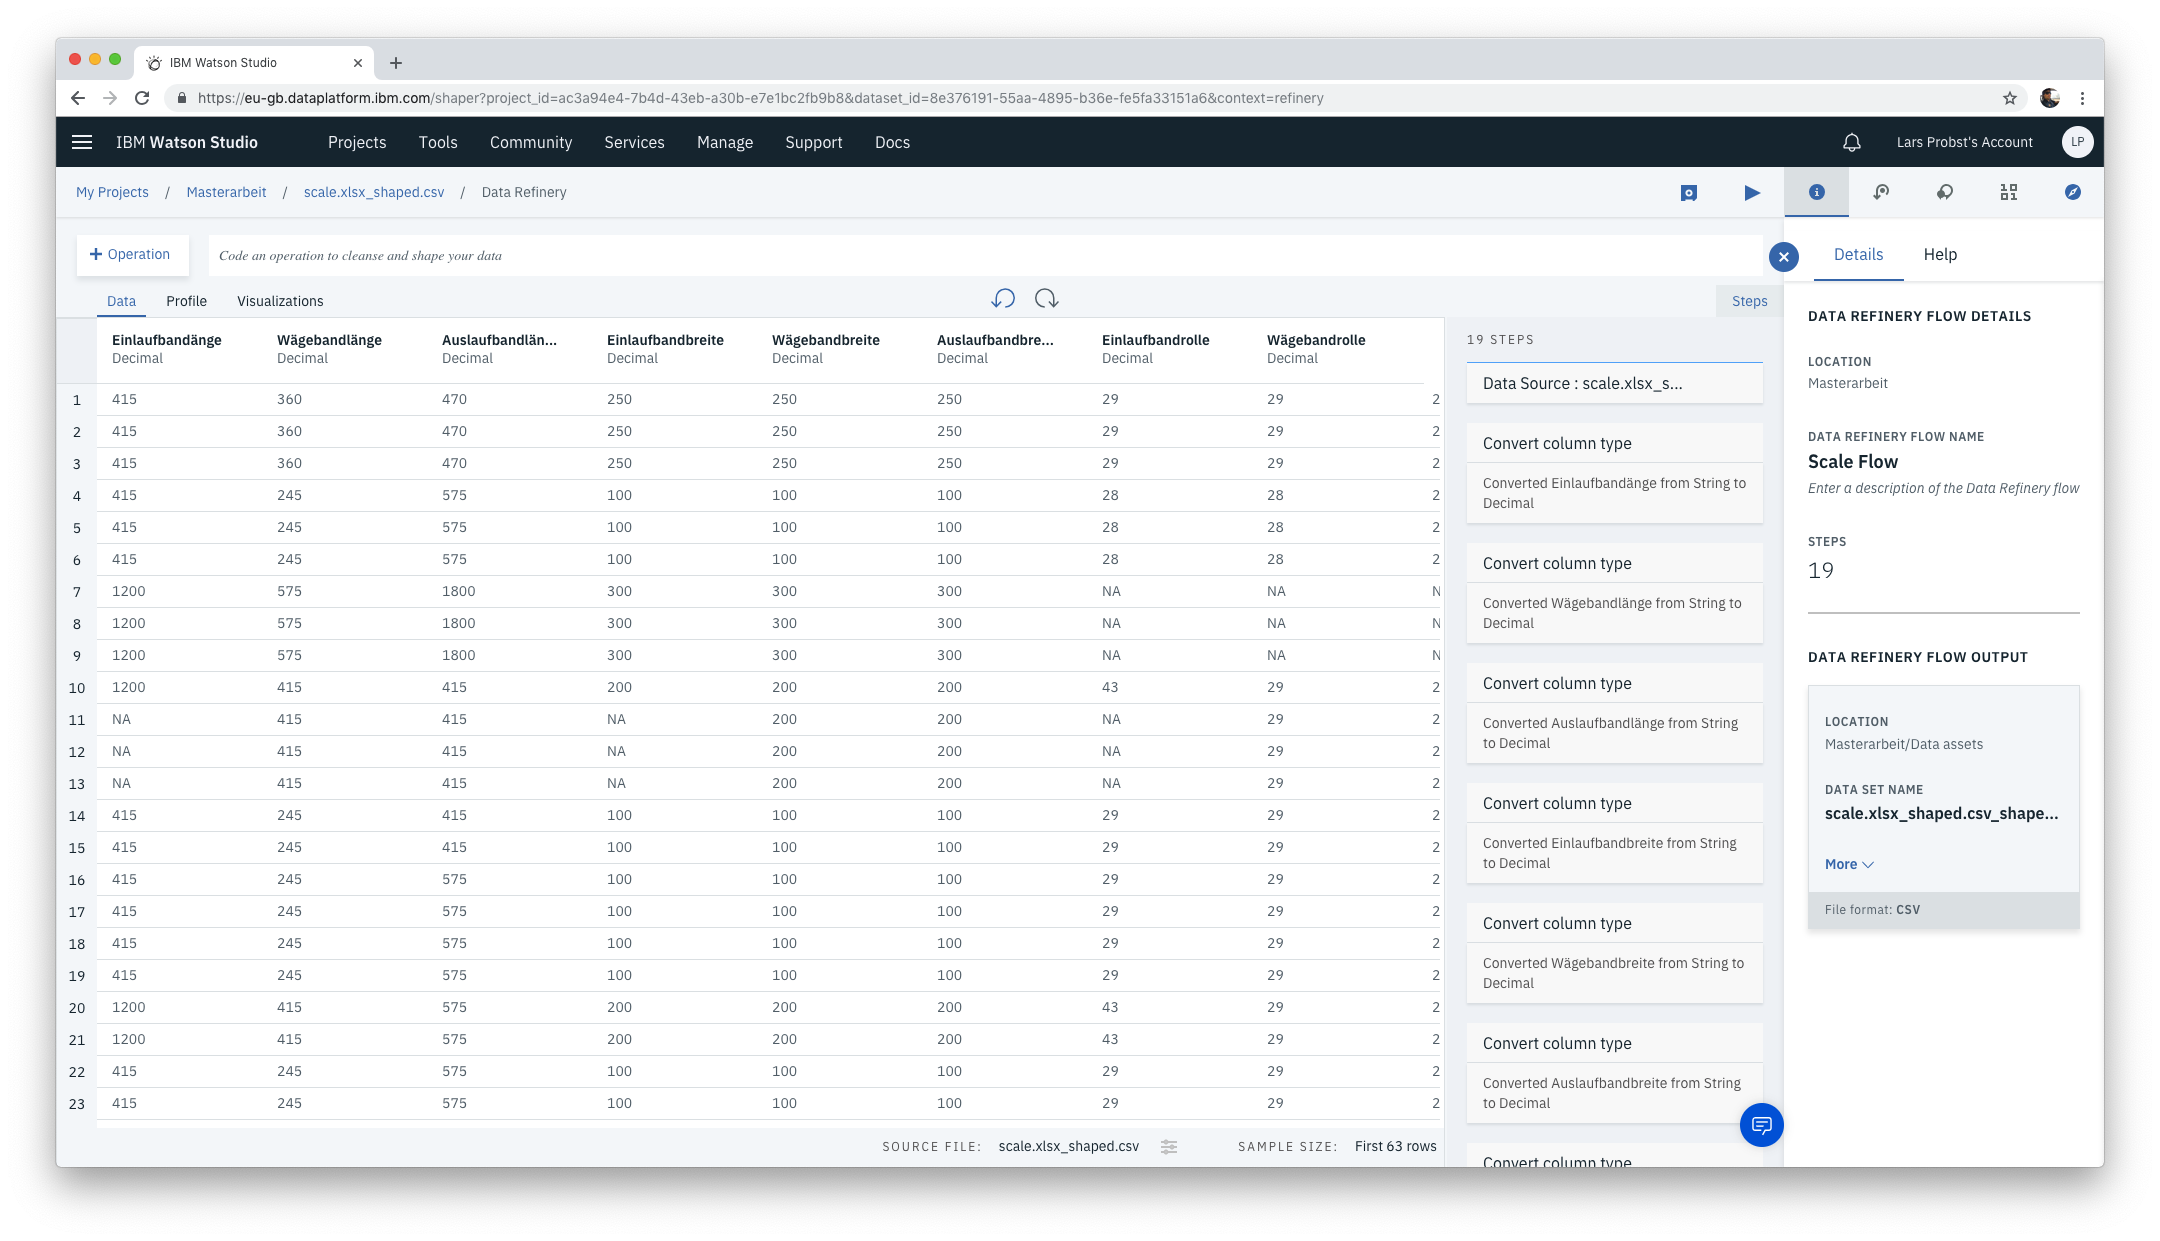 IBM Watson Studio
https://eu-gb.dataplatform.ibm.com/shaper?project_id=ac3a94e4-7b4d-43eb-a30b-e7e1bc2fb9b8&dataset_id=8e376191-55aa-4895-b36e-fe5fa33151a6&context=refinery
IBM Watson Studio Projects Tools Community Services Manage Support Docs Lars Probst's Account LP
My Projects / Masterarbeit / scale.xlsx_shaped.csv / Data Refinery
+ Operation Code an operation to cleanse and shape your data
Data Profile Visualizations Steps
Einlaufbandänge Wägebandlänge Auslaufbandlän... Einlaufbandbreite Wägebandbreite Auslaufbandbre... Einlaufbandrolle Wägebandrolle
Decimal Decimal Decimal Decimal Decimal Decimal Decimal Decimal
1 415 360 470 250 250 250 29 29 2
2 415 360 470 250 250 250 29 29 2
3 415 360 470 250 250 250 29 29 2
4 415 245 575 100 100 100 28 28 2
5 415 245 575 100 100 100 28 28 2
6 415 245 575 100 100 100 28 28 2
7 1200 575 1800 300 300 300 NA NA N
8 1200 575 1800 300 300 300 NA NA N
9 1200 575 1800 300 300 300 NA NA N
10 1200 415 415 200 200 200 43 29 2
11 NA 415 415 NA 200 200 NA 29 2
12 NA 415 415 NA 200 200 NA 29 2
13 NA 415 415 NA 200 200 NA 29 2
14 415 245 415 100 100 100 29 29 2
15 415 245 415 100 100 100 29 29 2
16 415 245 575 100 100 100 29 29 2
17 415 245 575 100 100 100 29 29 2
18 415 245 575 100 100 100 29 29 2
19 415 245 575 100 100 100 29 29 2
20 1200 415 575 200 200 200 43 29 2
21 1200 415 575 200 200 200 43 29 2
22 415 245 575 100 100 100 29 29 2
23 415 245 575 100 100 100 29 29 2
SOURCE FILE: scale.xlsx_shaped.csv SAMPLE SIZE: First 63 rows
19 STEPS
Data Source : scale.xlsx_s...
Convert column type
Converted Einlaufbandänge from String to
Decimal
Convert column type
Converted Wägebandlänge from String to
Decimal
Convert column type
Converted Auslaufbandlänge from String
to Decimal
Convert column type
Converted Einlaufbandbreite from String
to Decimal
Convert column type
Converted Wägebandbreite from String to
Decimal
Convert column type
Converted Auslaufbandbreite from String
to Decimal
Convert column type
Details Help
DATA REFINERY FLOW DETAILS
LOCATION
Masterarbeit
DATA REFINERY FLOW NAME
Scale Flow
Enter a description of the Data Refinery flow
STEPS
19
DATA REFINERY FLOW OUTPUT
LOCATION
Masterarbeit/Data assets
DATA SET NAME
scale.xlsx_shaped.csv_shape...
More
File format: CSV